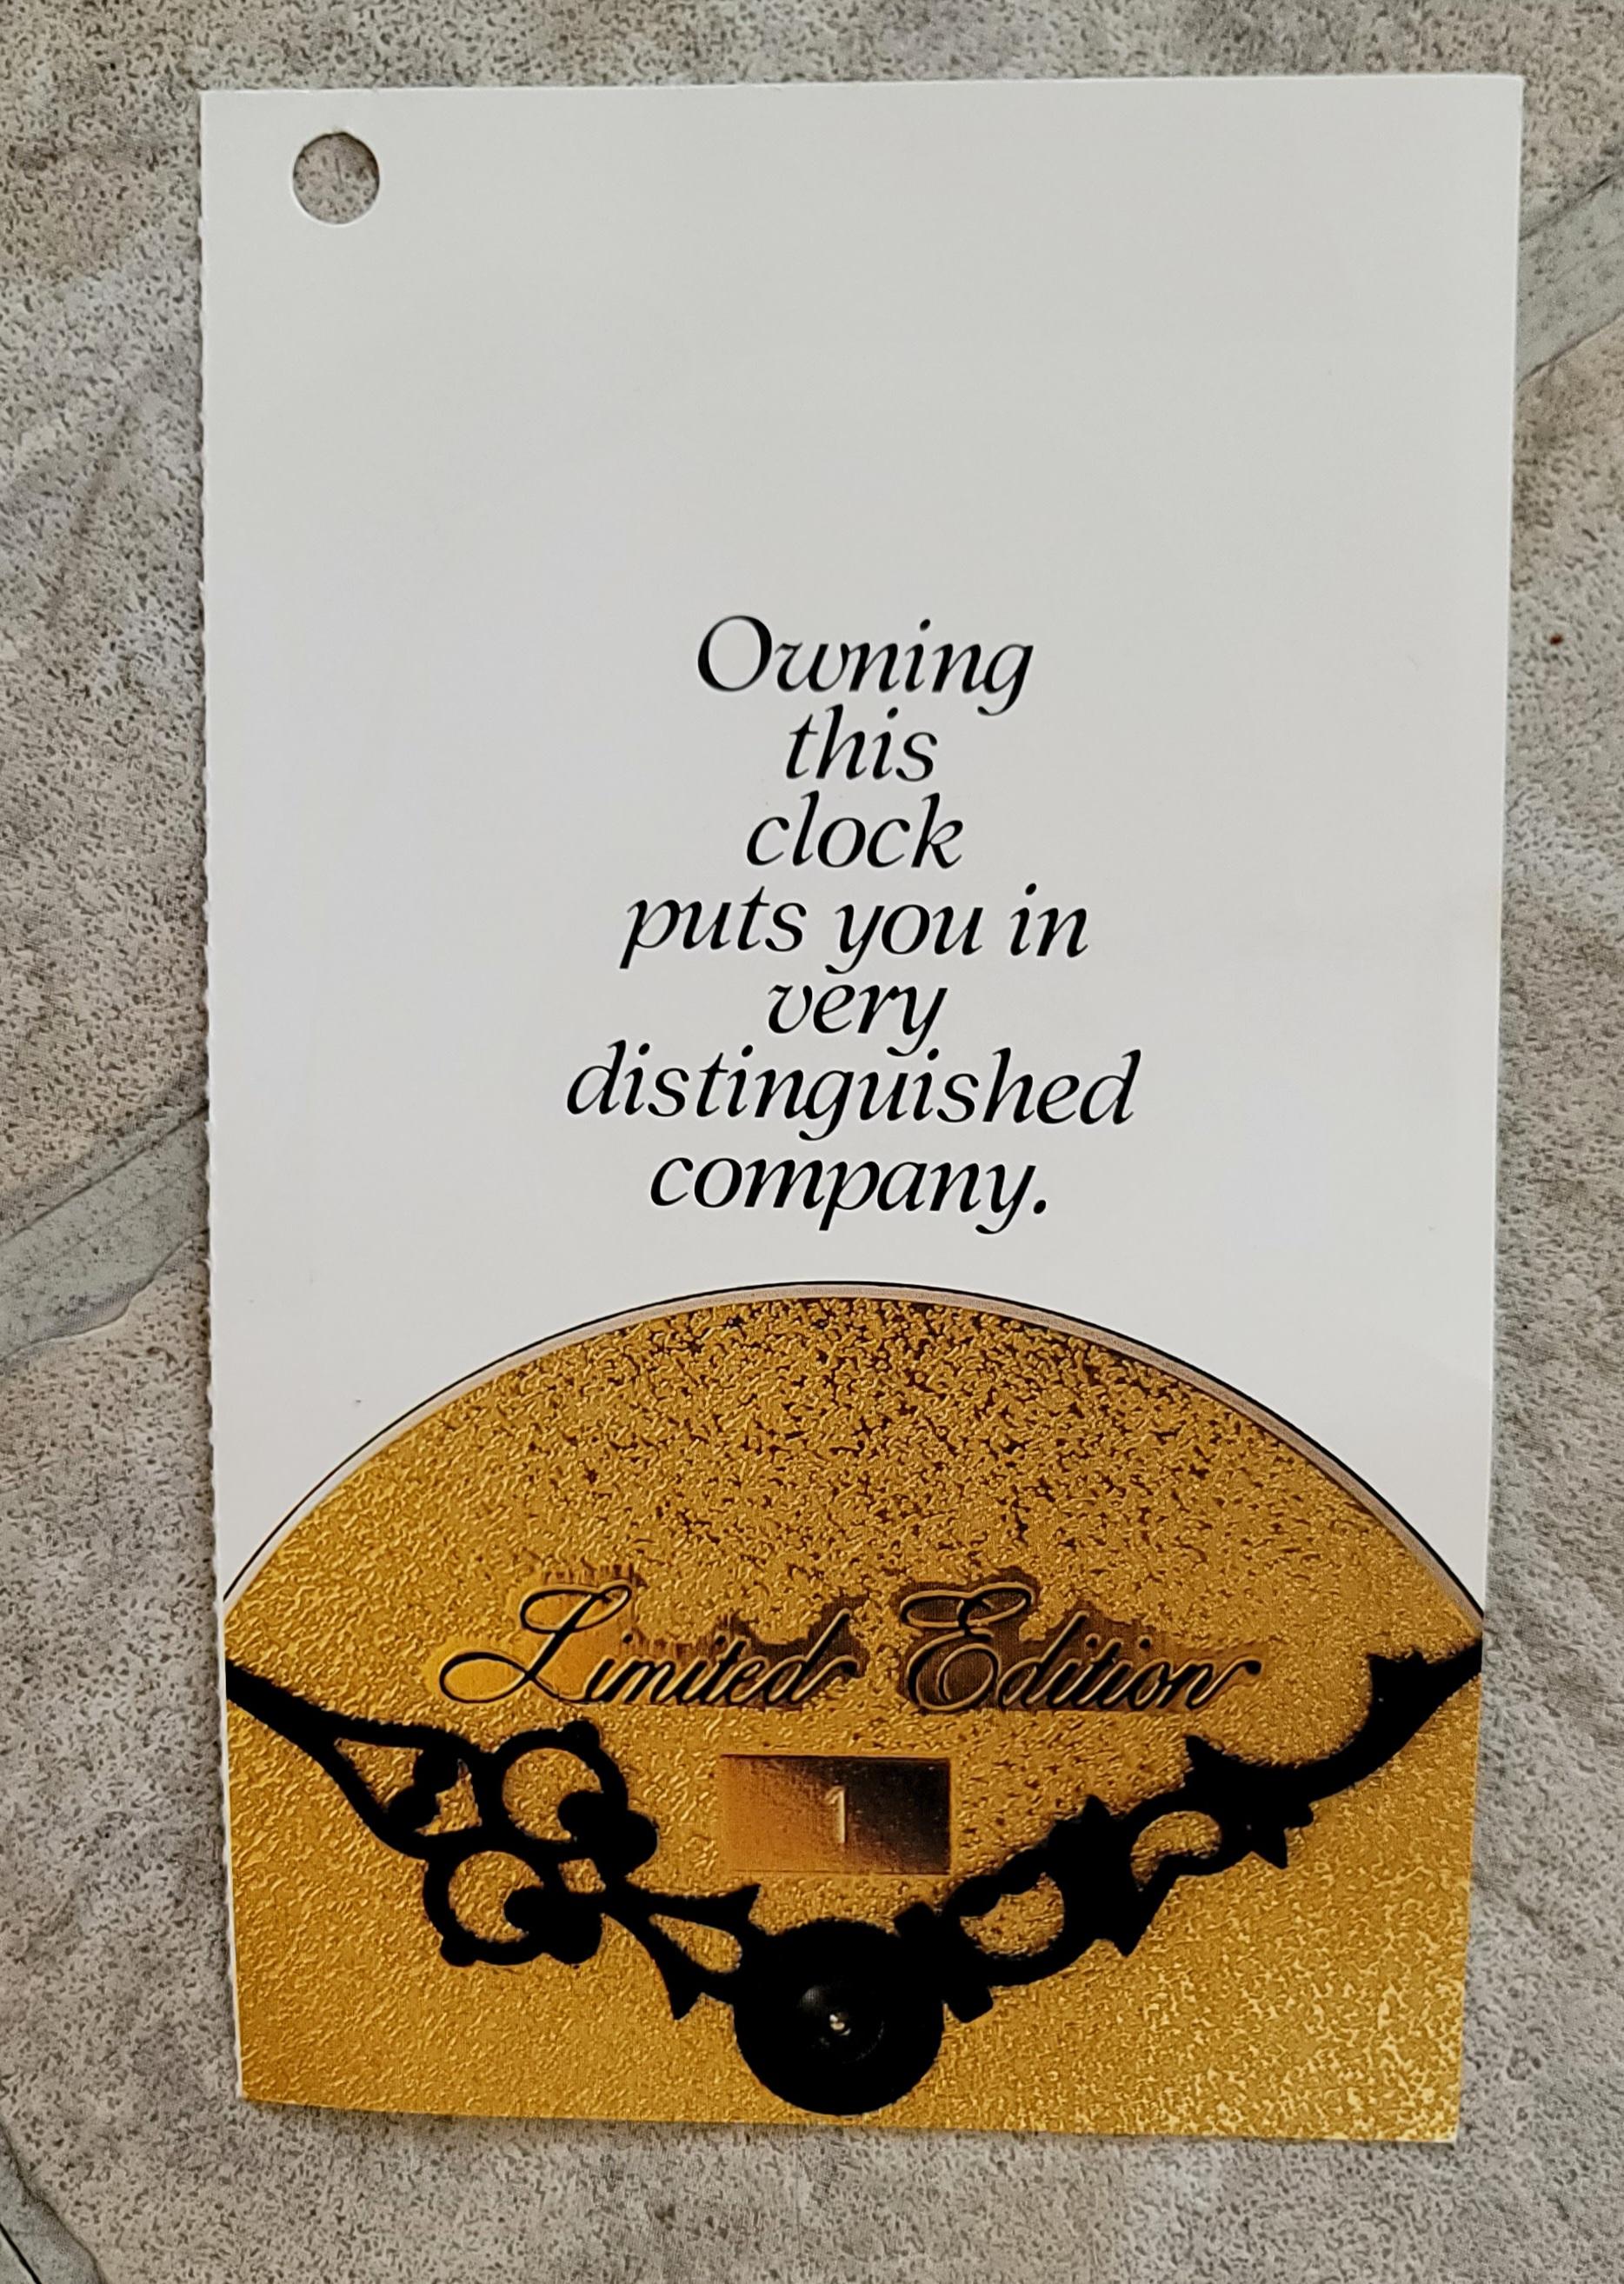 Owning
this
clock
puts you in
very
distinguished
company.
Limited Edition
1